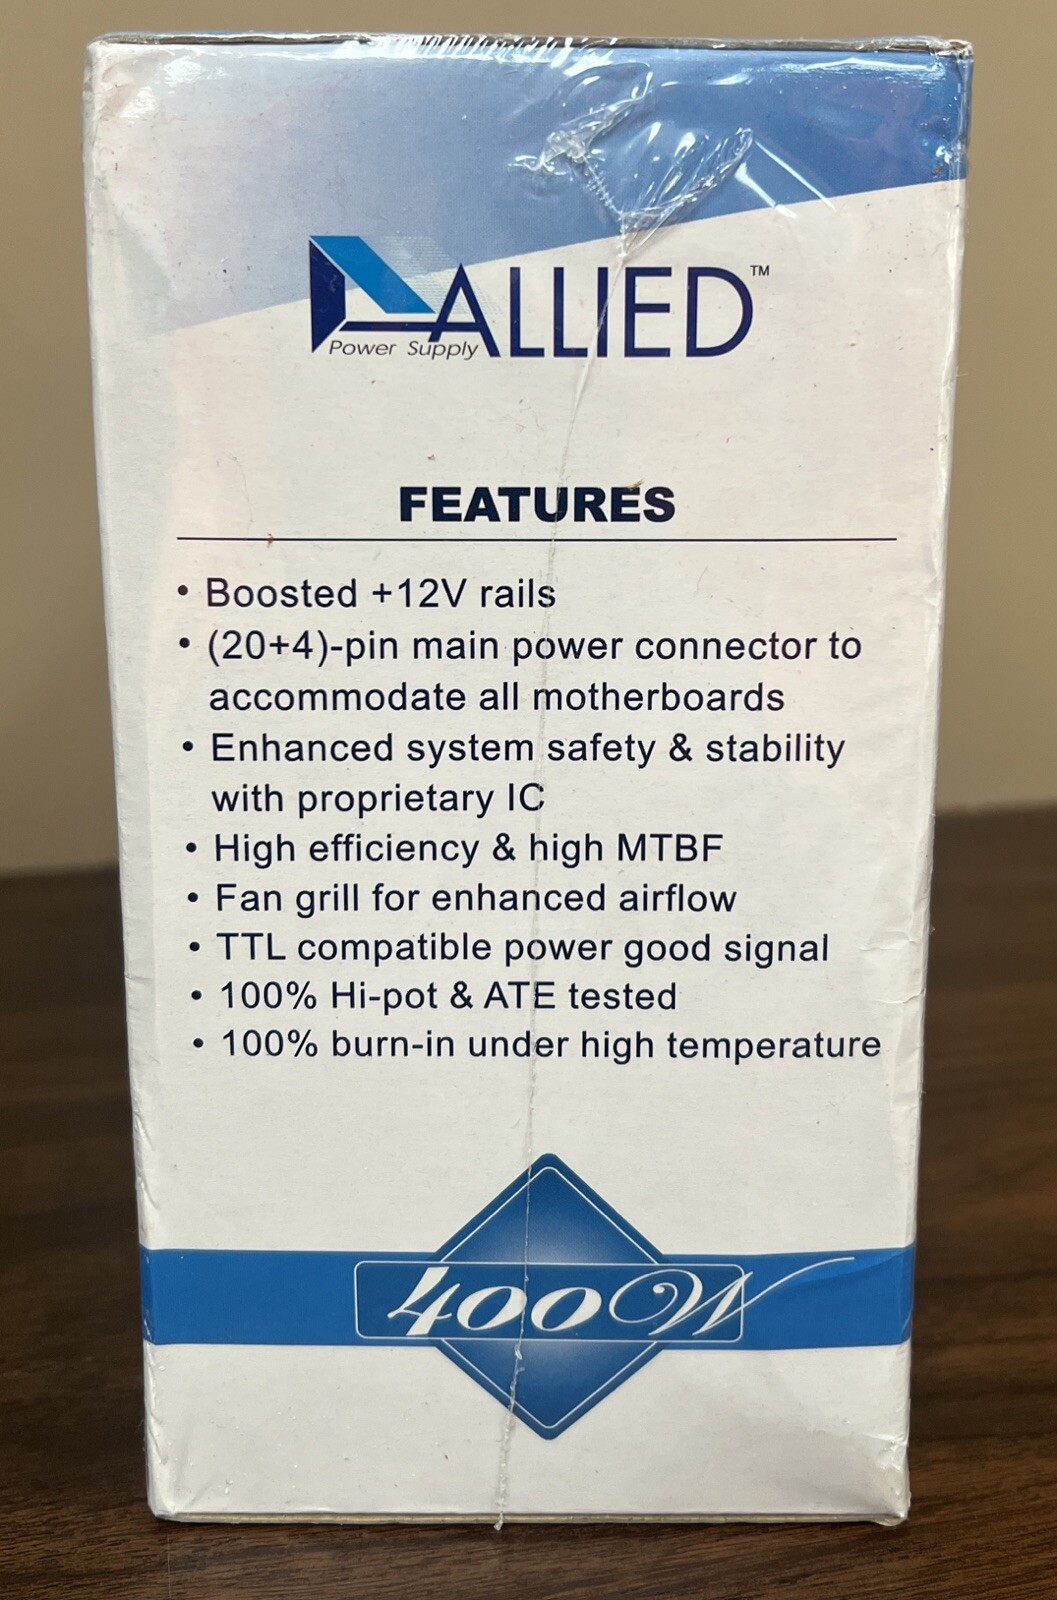 ALLIED™
Power Supply
FEATURES
• Boosted +12V rails
• (20+4)-pin main power connector to
accommodate all motherboards
• Enhanced system safety & stability
with proprietary IC
• High efficiency & high MTBF
• Fan grill for enhanced airflow
• TTL compatible power good signal
• 100% Hi-pot & ATE tested
• 100% burn-in under high temperature
400W